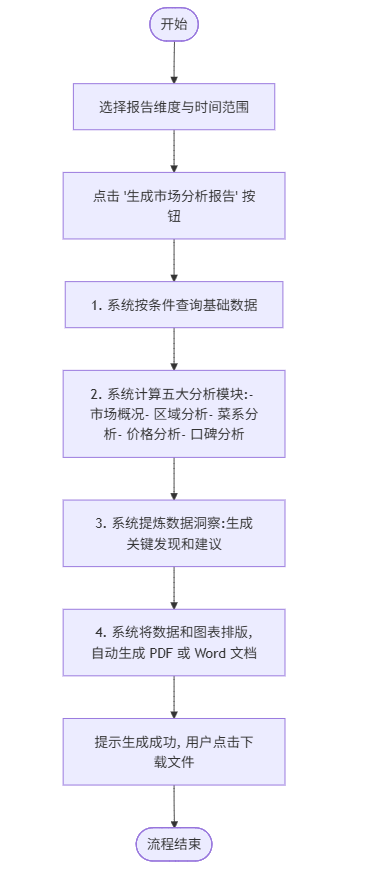 开始
选择报告维度与时间范围
点击 '生成市场分析报告' 按
钮
1. 系统按条件查询基础数据
2. 系统计算五大分析模块:-
市场概况- 区域分析- 菜系分
析- 价格分析- 口碑分析
3. 系统提炼数据洞察:生成
关键发现和建议
4. 系统将数据和图表排版,
自动生成 PDF 或 Word 文档
提示生成成功, 用户点击下
载文件
流程结束